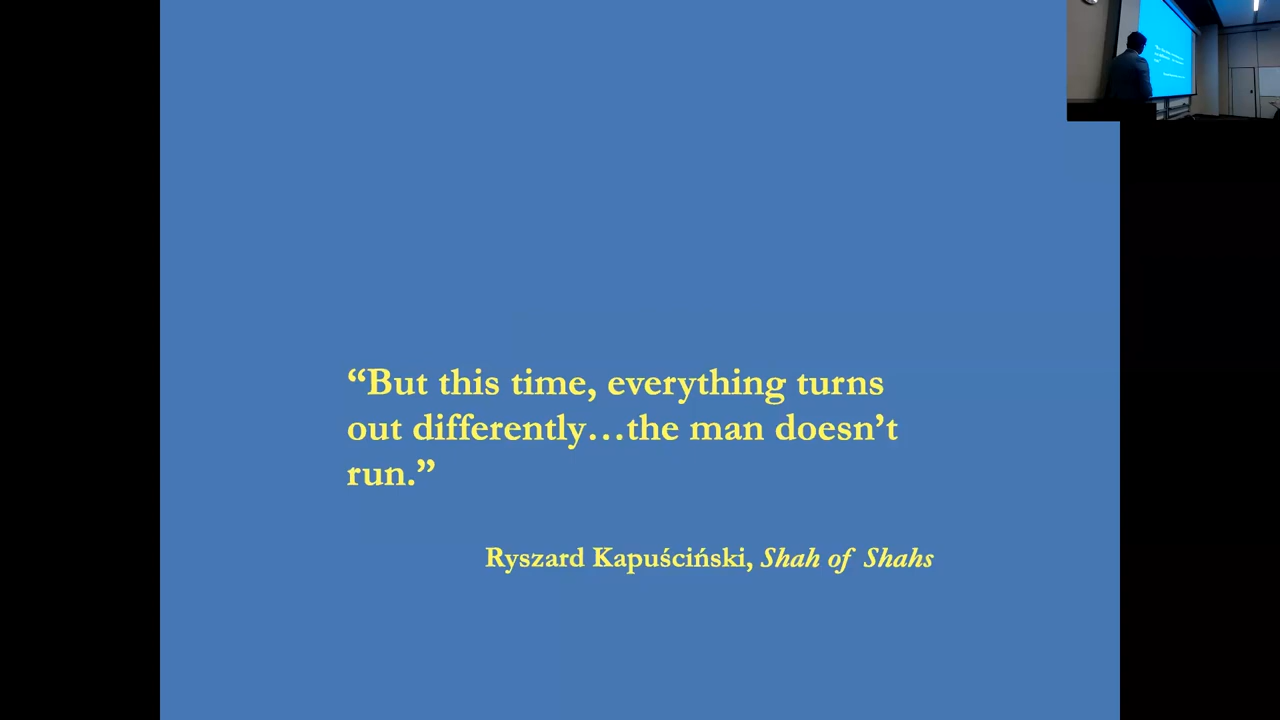 “But this time, everything turns
out differently…the man doesn’t
run.”
Ryszard Kapuściński, Shah of Shahs